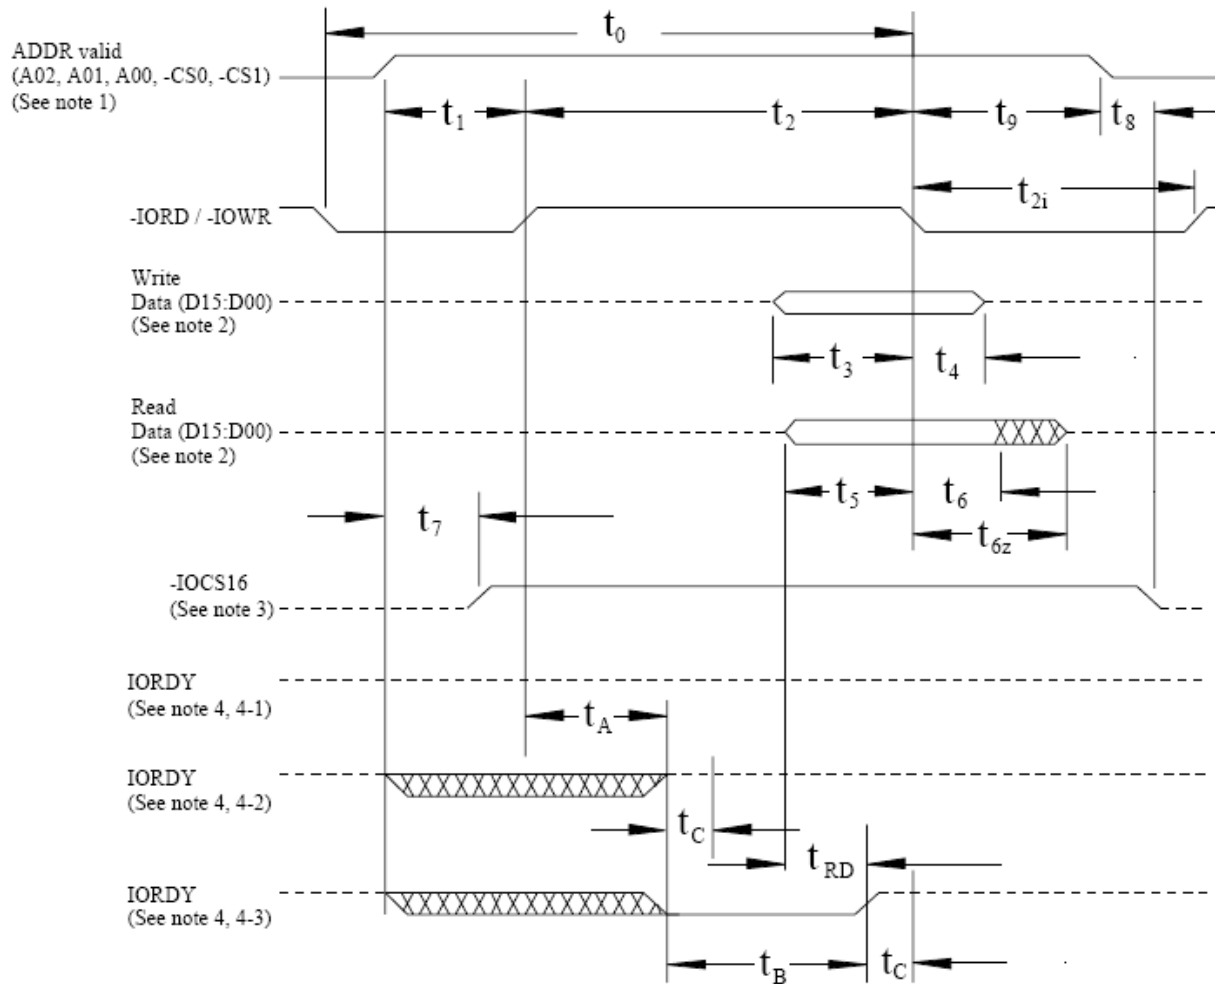 t0
ADDR valid
(A02, A01, A00, -CS0, -CS1)
(See note 1)
t1
t2
t9
t8
t2i
-IORD / -IOWR
Write
Data (D15:D00)
(See note 2)
t3
t4
Read
Data (D15:D00)
(See note 2)
t5
t6
t7
t6z
-IOCS16
(See note 3)
IORDY
(See note 4, 4-1)
tA
IORDY
(See note 4, 4-2)
tC
tRD
IORDY
(See note 4, 4-3)
tB
tC